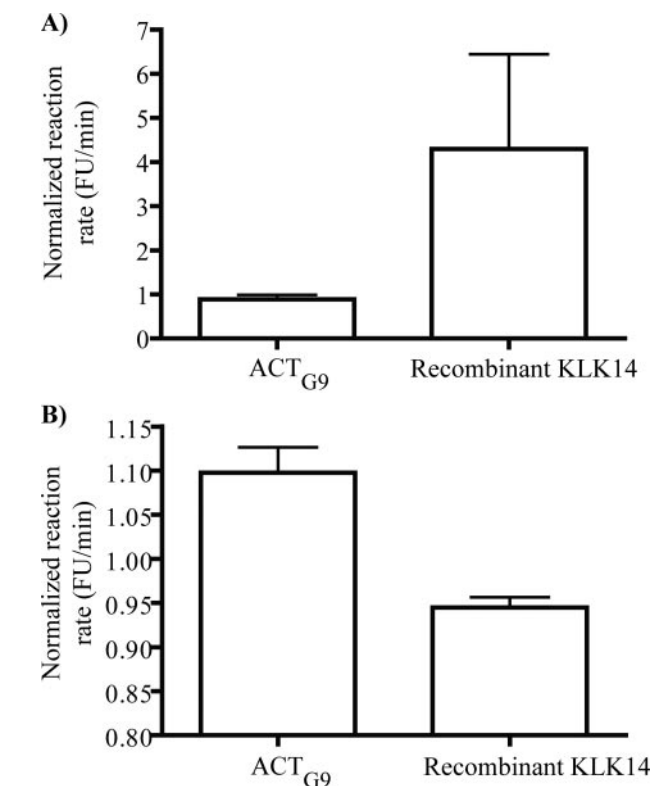 A)
Normalized reaction
rate (FU/min)
7
6
5
4
3
2
1
0
ACTG9
Recombinant KLK14
B)
Normalized reaction
rate (FU/min)
1.15
1.10
1.05
1.00
0.95
0.90
0.85
0.80
ACTG9
Recombinant KLK14